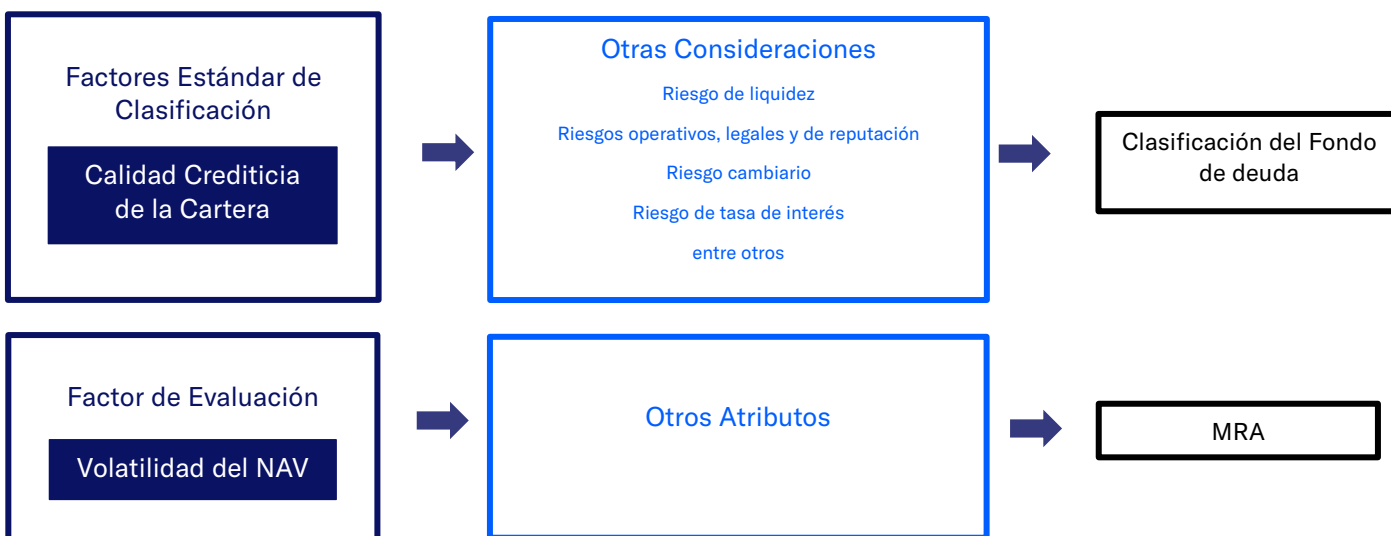 Factores Estándar de
Clasificación
Calidad Crediticia
de la Cartera
Otras Consideraciones
Riesgo de liquidez
Riesgos operativos, legales y de reputación
Riesgo cambiario
Riesgo de tasa de interés
entre otros
Clasificación del Fondo
de deuda
Factor de Evaluación
Volatilidad del NAV
Otros Atributos
MRA